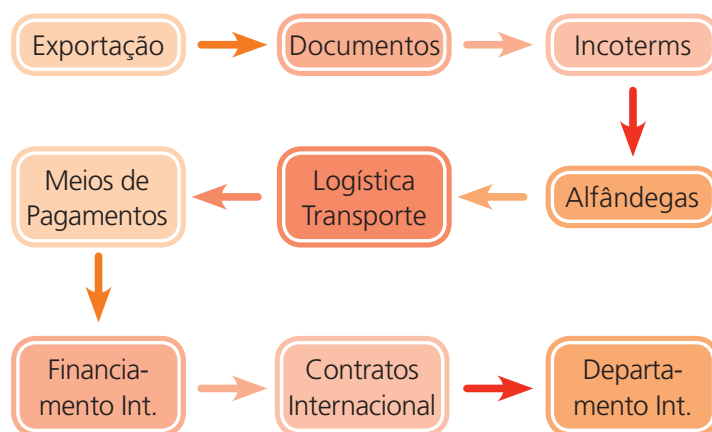 Exportação
Documentos
Incoterms
Meios de
Pagamentos
Logística
Transporte
Alfândegas
Financia-
mento Int.
Contratos
Internacional
Departa-
mento Int.